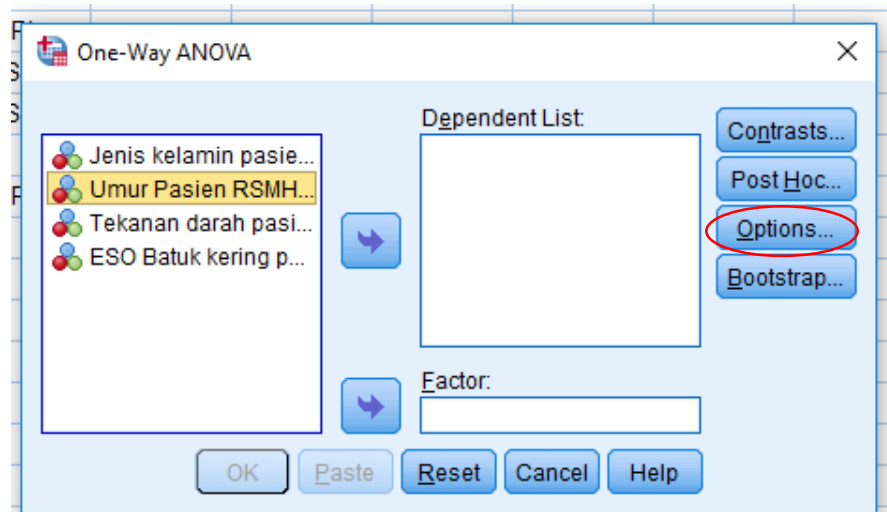 One-Way ANOVA
Jenis kelamin pasie...
Umur Pasien RSMH...
Tekanan darah pasi...
ESO Batuk kering p...
Dependent List:
Factor:
Contrasts...
Post Hoc...
Options...
Bootstrap...
OK Paste Reset Cancel Help